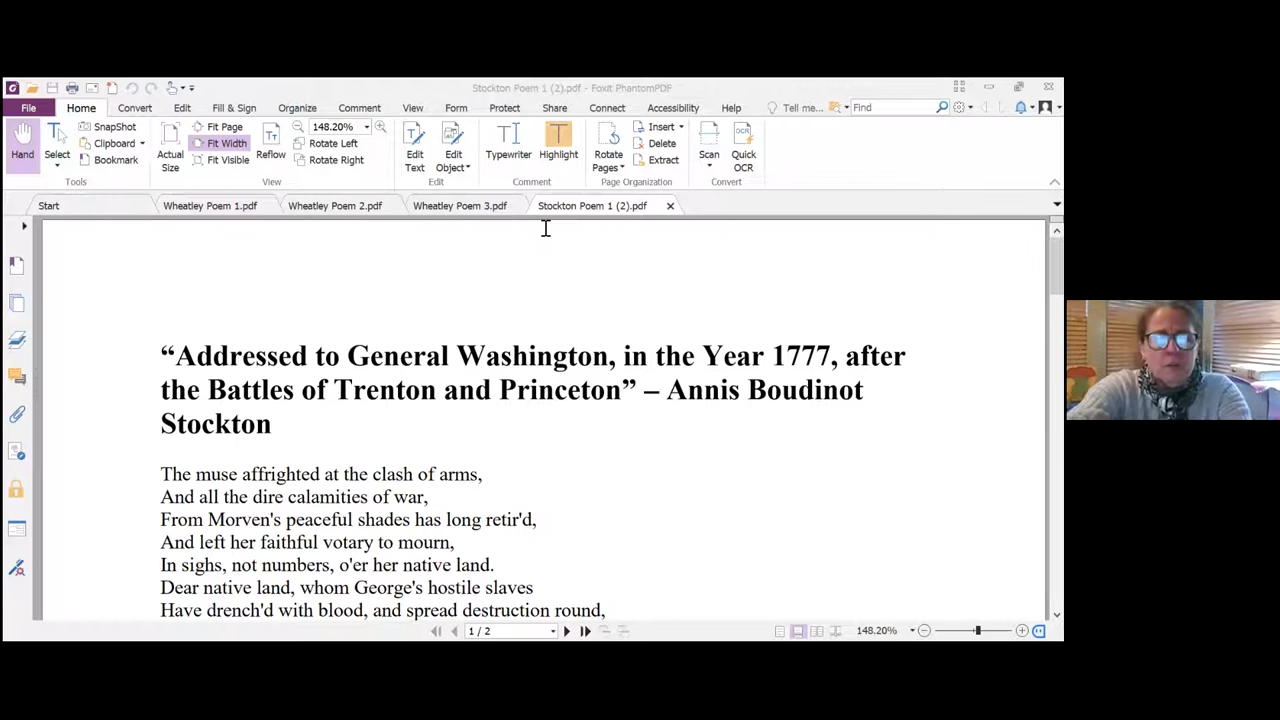 Stockton Poem 1 (2).pdf - Foxit PhantomPDF
File Home Convert Edit Fill & Sign Organize Comment View Form Protect Share Connect Accessibility Help Tell me... Find
Hand
Select
SnapShot
Clipboard
Bookmark
Tools
Actual Size
Fit Page
Fit Width
Fit Visible
Reflow
148.20%
Rotate Left
Rotate Right
View
Edit Text
Edit Object
Edit
Typewriter
Highlight
Comment
Rotate Pages
Insert
Delete
Extract
Page Organization
Scan
Quick OCR
Convert
Start Wheatley Poem 1.pdf Wheatley Poem 2.pdf Wheatley Poem 3.pdf Stockton Poem 1 (2).pdf
“Addressed to General Washington, in the Year 1777, after
the Battles of Trenton and Princeton” – Annis Boudinot
Stockton
The muse affrighted at the clash of arms,
And all the dire calamities of war,
From Morven's peaceful shades has long retir'd,
And left her faithful votary to mourn,
In sighs, not numbers, o'er her native land.
Dear native land, whom George's hostile slaves
Have drench'd with blood, and spread destruction round,
1 / 2 148.20%